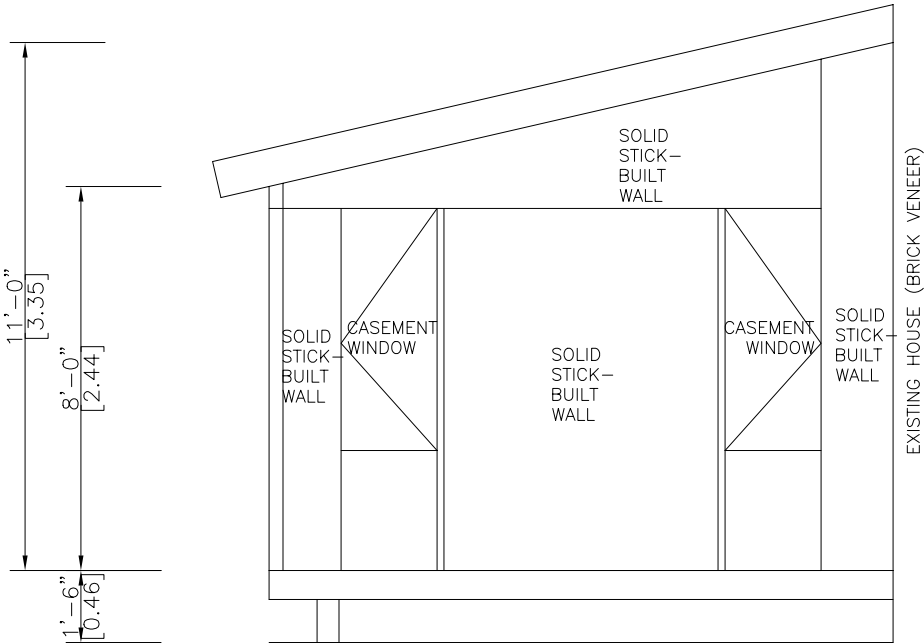 SOLID
STICK–
BUILT
WALL
11'-0"
[3.35]
8'-0"
[2.44]
SOLID
STICK–
BUILT
WALL
CASEMENT
WINDOW
SOLID
STICK–
BUILT
WALL
CASEMENT
WINDOW
SOLID
STICK–
BUILT
WALL
EXISTING HOUSE (BRICK VENEER)
1'-6"
[0.46]